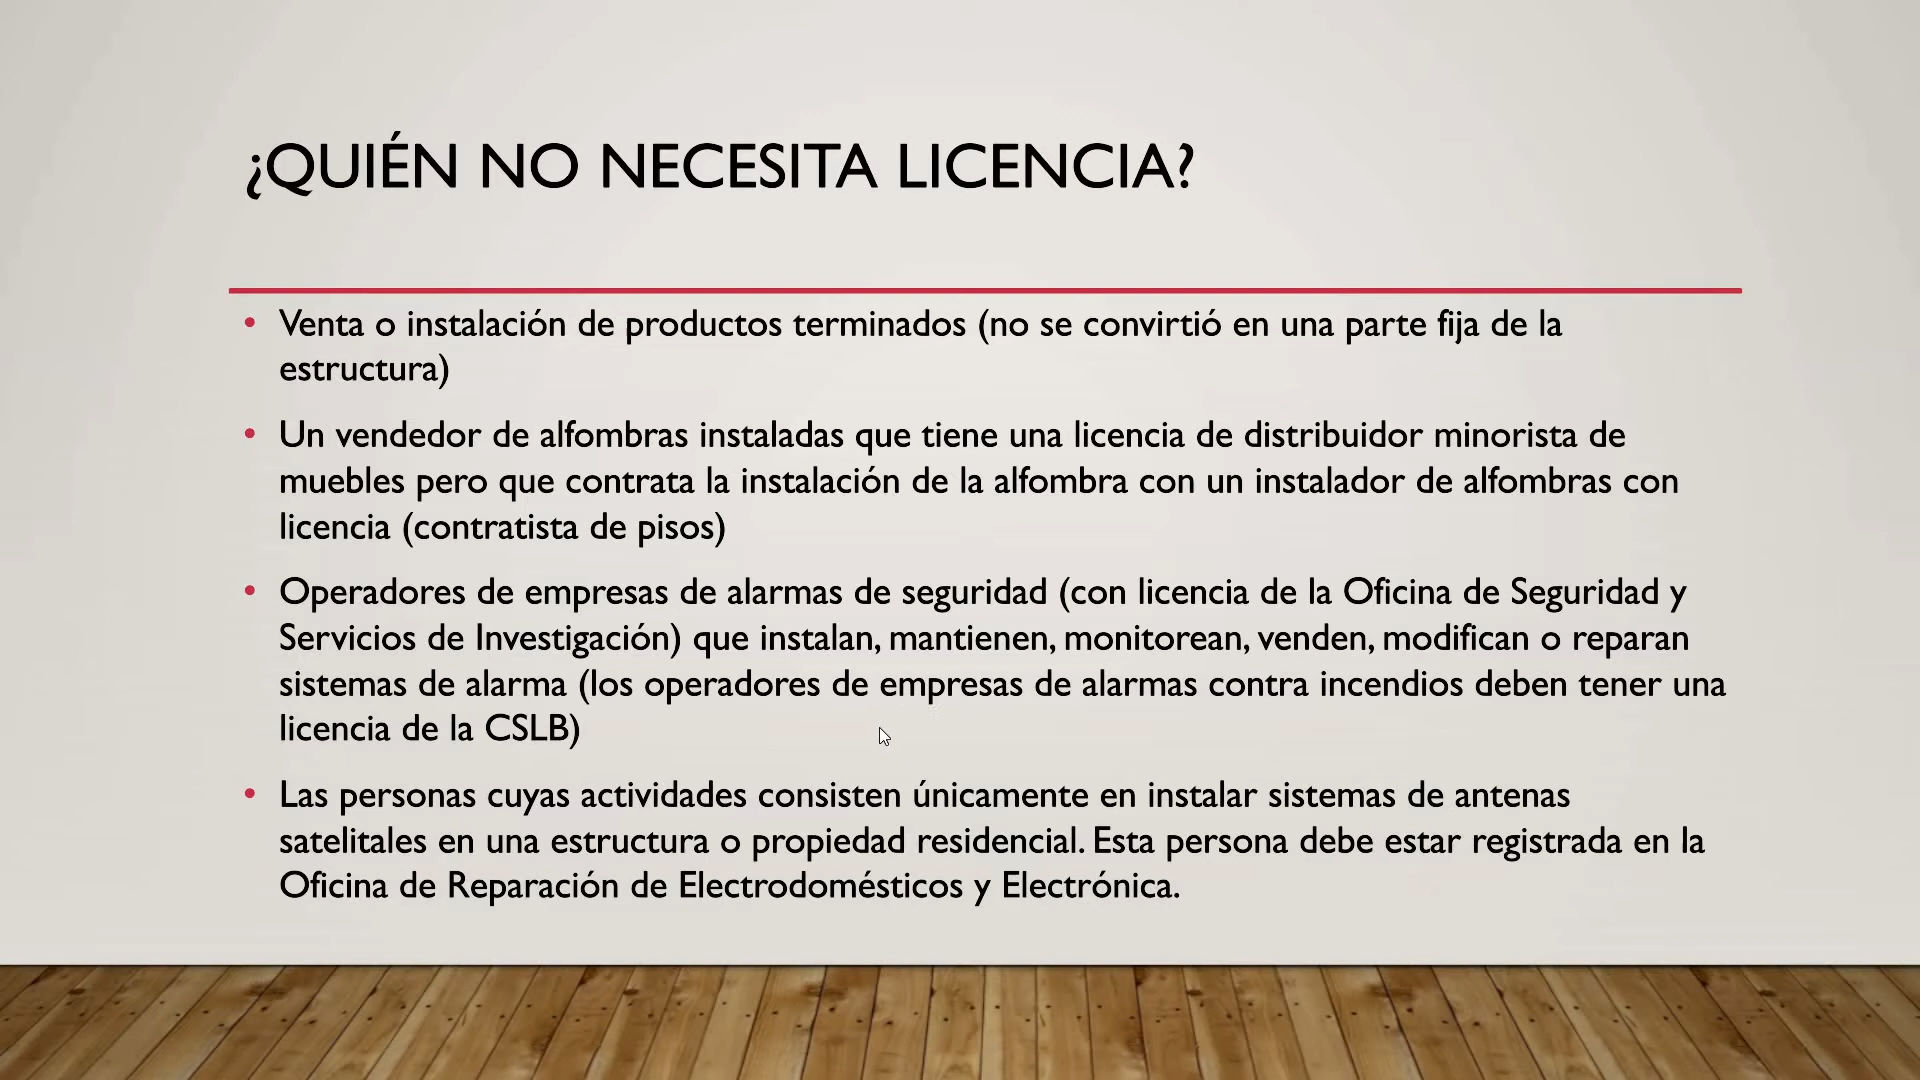 ¿QUIÉN NO NECESITA LICENCIA?
• Venta o instalación de productos terminados (no se convirtió en una parte fija de la
estructura)
• Un vendedor de alfombras instaladas que tiene una licencia de distribuidor minorista de
muebles pero que contrata la instalación de la alfombra con un instalador de alfombras con
licencia (contratista de pisos)
• Operadores de empresas de alarmas de seguridad (con licencia de la Oficina de Seguridad y
Servicios de Investigación) que instalan, mantienen, monitorean, venden, modifican o reparan
sistemas de alarma (los operadores de empresas de alarmas contra incendios deben tener una
licencia de la CSLB)
• Las personas cuyas actividades consisten únicamente en instalar sistemas de antenas
satelitales en una estructura o propiedad residencial. Esta persona debe estar registrada en la
Oficina de Reparación de Electrodomésticos y Electrónica.